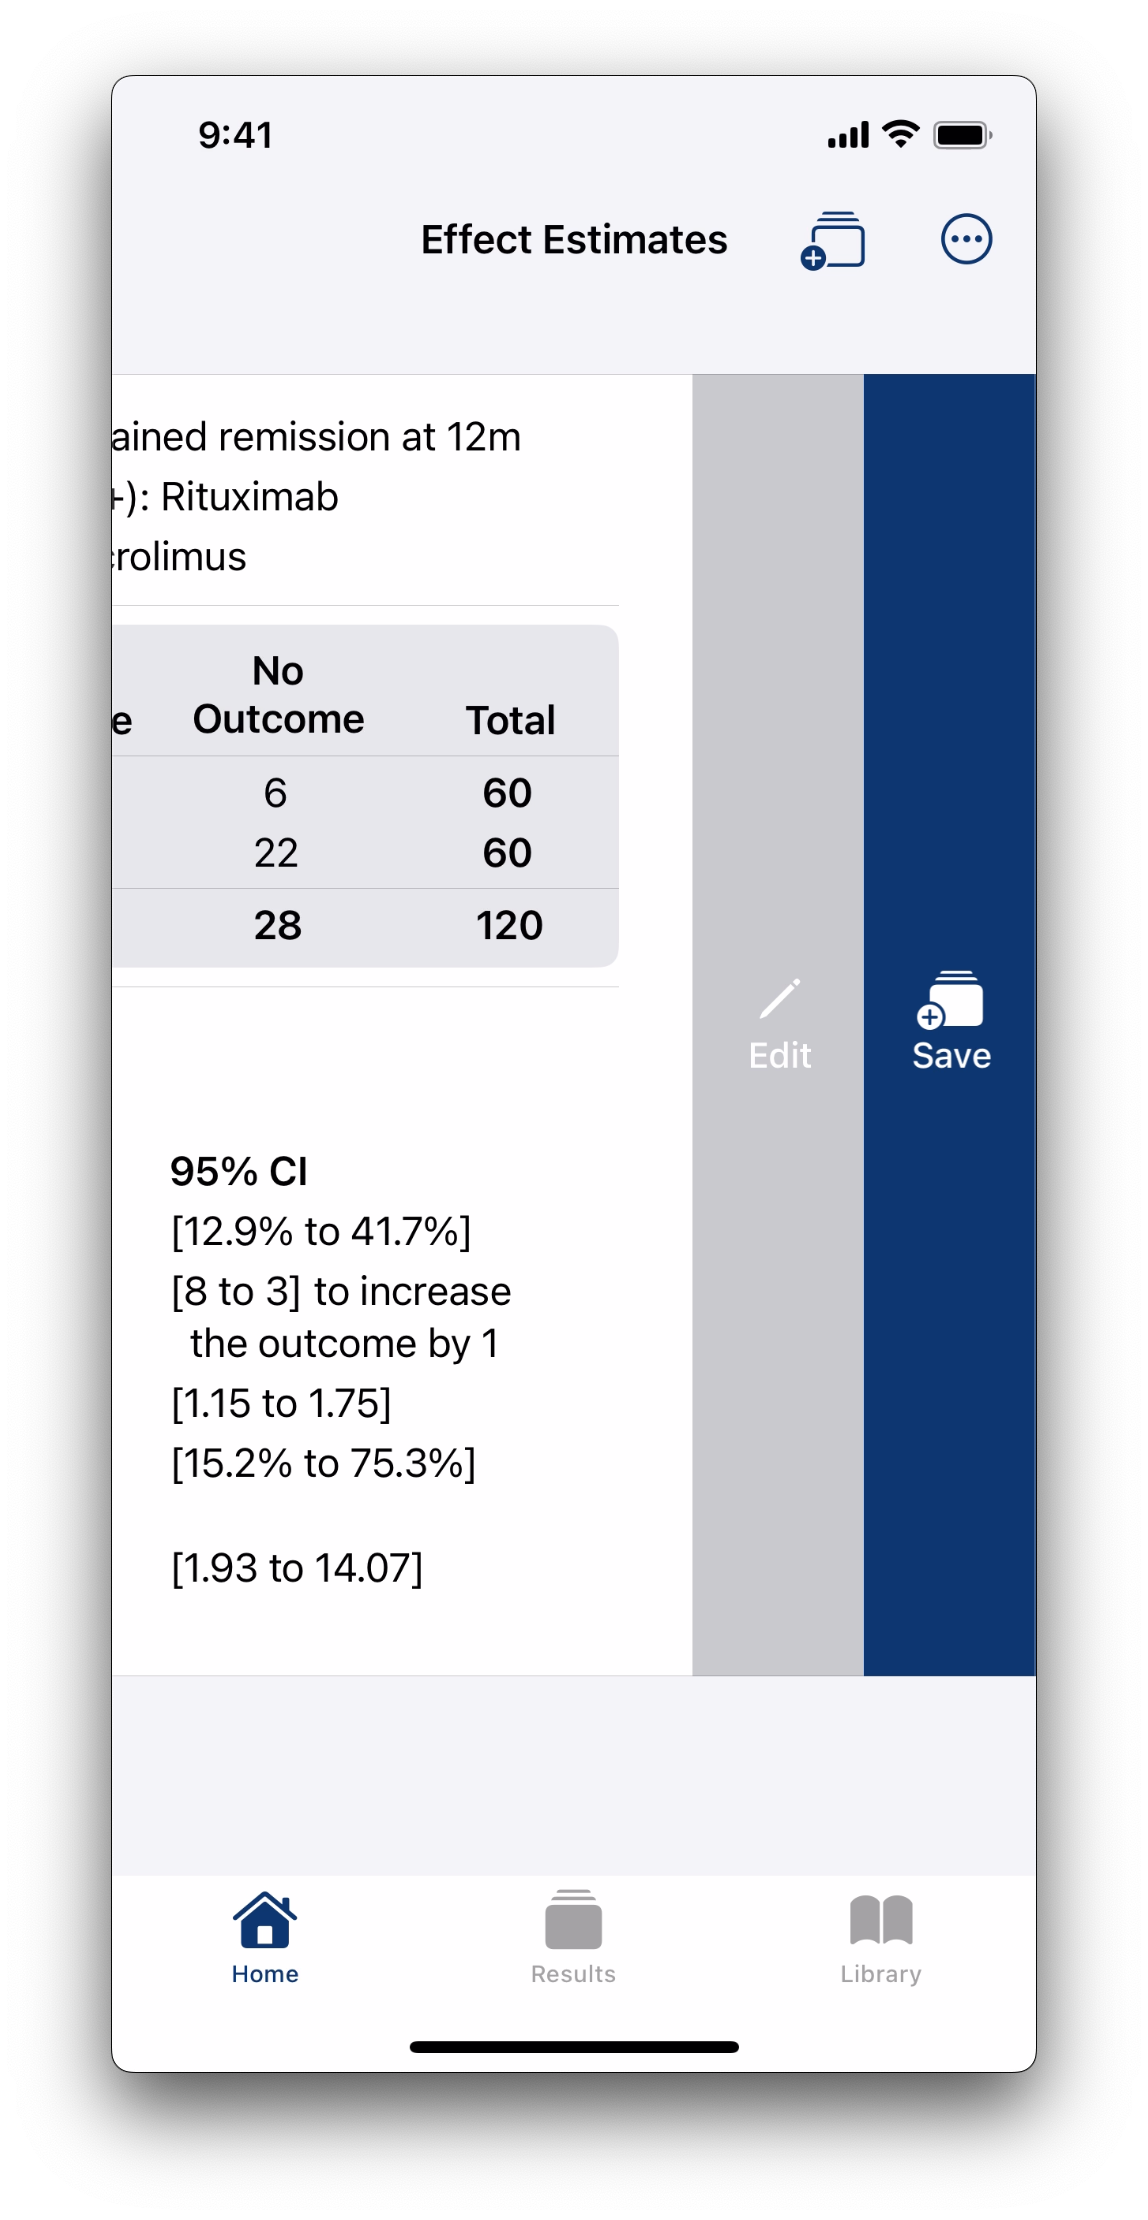 9:41
Effect Estimates
ained remission at 12m
+): Rituximab
crolimus
No
e Outcome Total
6 60
22 60
28 120
Edit
Save
95% CI
[12.9% to 41.7%]
[8 to 3] to increase
the outcome by 1
[1.15 to 1.75]
[15.2% to 75.3%]
[1.93 to 14.07]
Home Results Library